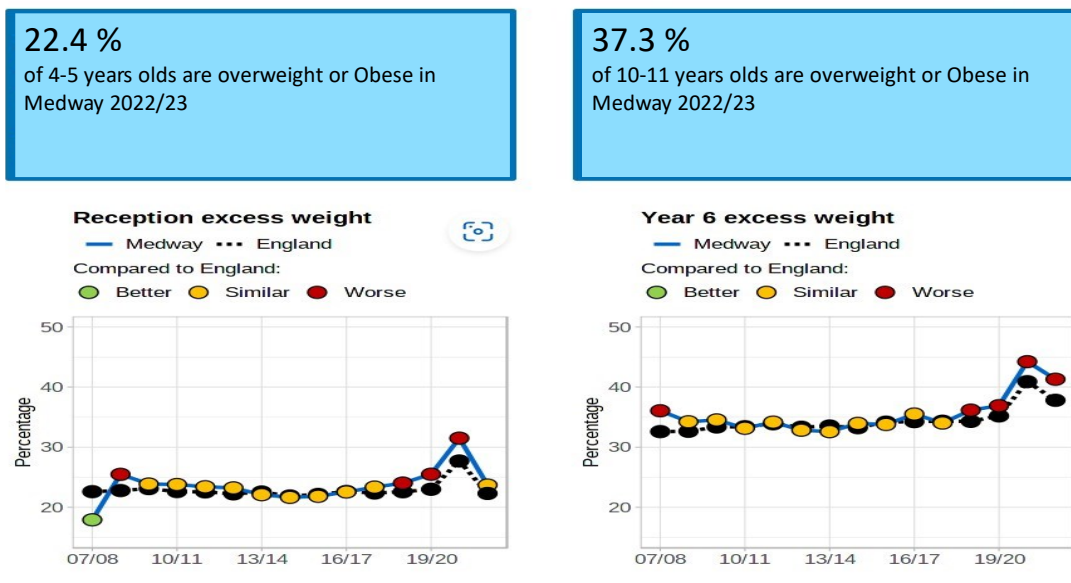 22.4 %
of 4-5 years olds are overweight or Obese in
Medway 2022/23
37.3 %
of 10-11 years olds are overweight or Obese in
Medway 2022/23
Reception excess weight
Medway England
Compared to England:
Better Similar Worse
Percentage
50
40
30
20
07/08 10/11 13/14 16/17 19/20
Year 6 excess weight
Medway England
Compared to England:
Better Similar Worse
Percentage
50
40
30
20
07/08 10/11 13/14 16/17 19/20